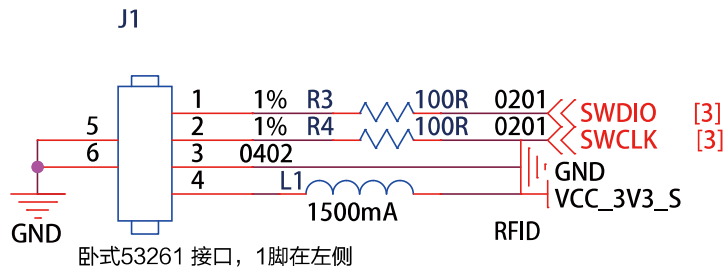 J1
1 1% R3 100R 0201 SWDIO [3]
5 2 1% R4 100R 0201 SWCLK [3]
6 3 0402 GND
4 L1 VCC_3V3_S
1500mA
GND RFID
卧式53261 接口，1脚在左侧